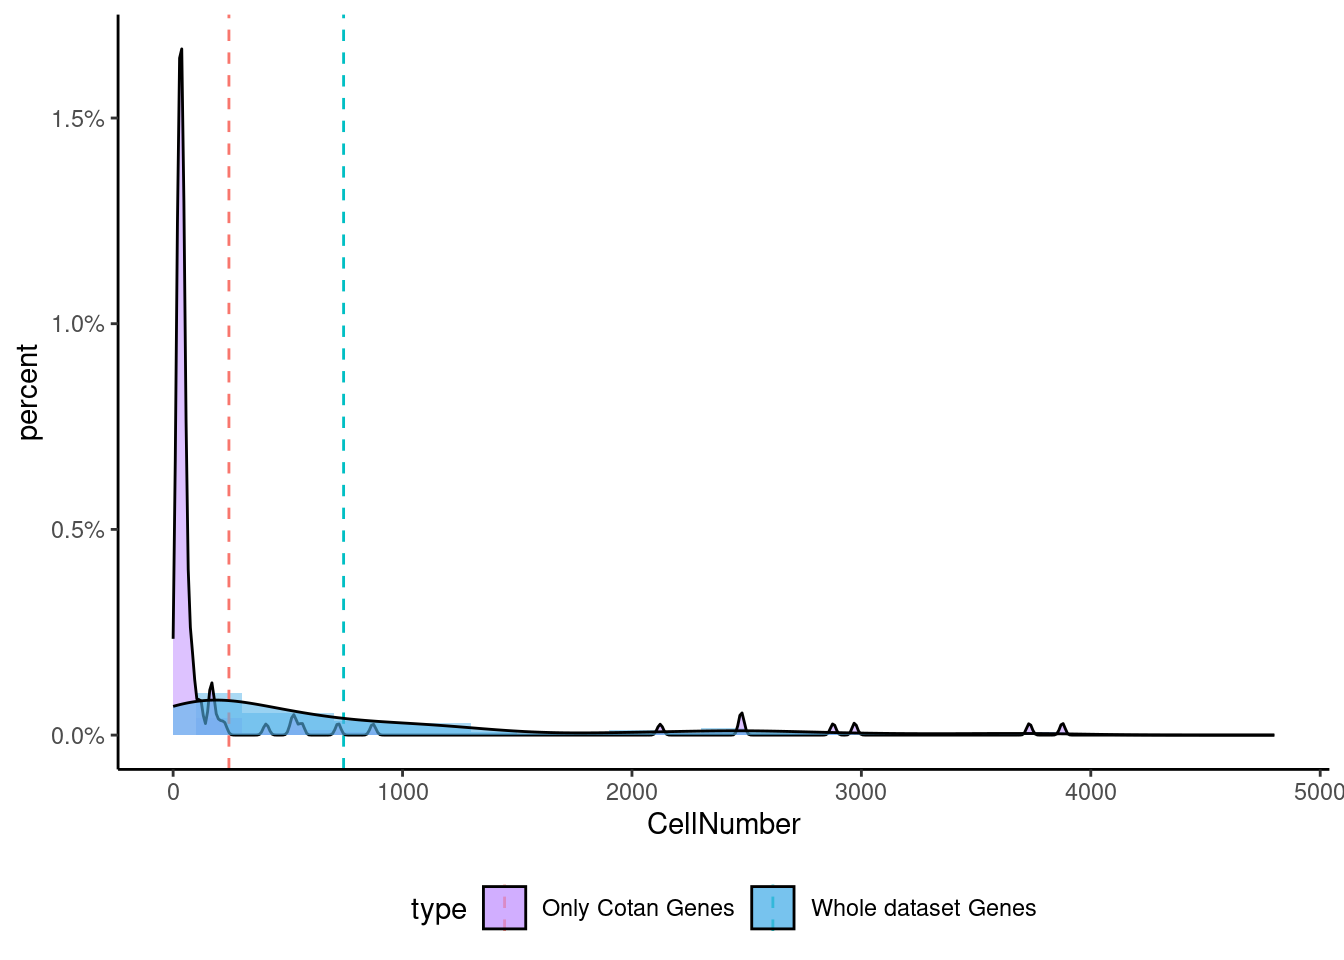 1.5%
1.0%
0.5%
0.0%
percent
0 1000 2000 3000 4000 5000
CellNumber
type Only Cotan Genes Whole dataset Genes